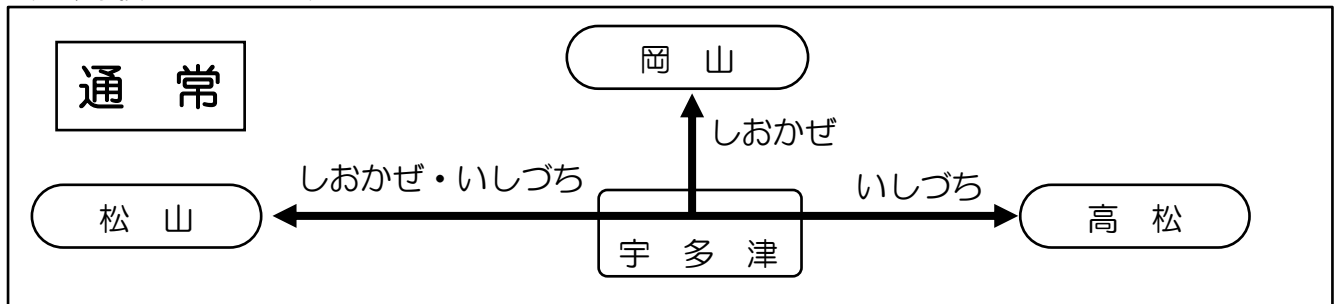 通 常
岡 山
しおかぜ
しおかぜ・いしづち
いしづち
松 山
宇 多 津
高 松